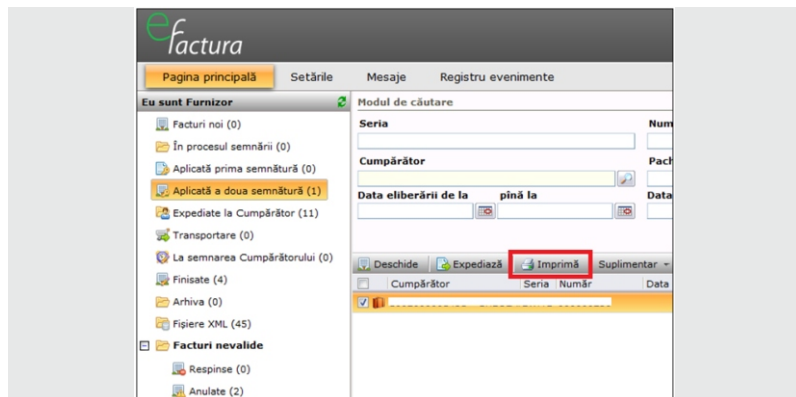 efactura
Pagina principală Setările Mesaje Registru evenimente
Eu sunt Furnizor
Facturi noi (0)
În procesul semnării (0)
Aplicată prima semnătură (0)
Aplicată a doua semnătură (1)
Expediate la Cumpărător (11)
Transportare (0)
La semnarea Cumpărătorului (0)
Finisate (4)
Arhiva (0)
Fişiere XML (45)
Facturi nevalide
Respinse (0)
Anulate (2)
Modul de căutare
Seria Num
Cumpărător Pach
Data eliberării de la pînă la Data
Deschide Expediază Imprimă Suplimentar
Cumpărător Seria Număr Data